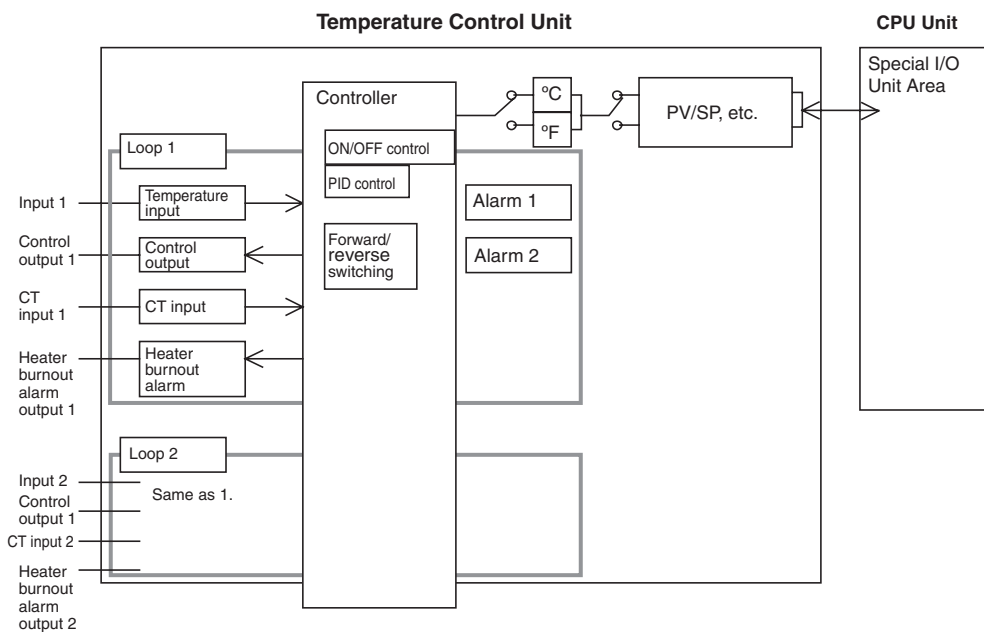 Temperature Control Unit
CPU Unit
Special I/O
Unit Area
Controller
ºC
ºF
PV/SP, etc.
Loop 1
ON/OFF control
PID control
Input 1
Temperature
input
Alarm 1
Control
output 1
Control
output
Forward/
reverse
switching
Alarm 2
CT
input 1
CT input
Heater
burnout
alarm
output 1
Heater
burnout
alarm
Loop 2
Input 2
Same as 1.
Control
output 1
CT input 2
Heater
burnout
alarm
output 2